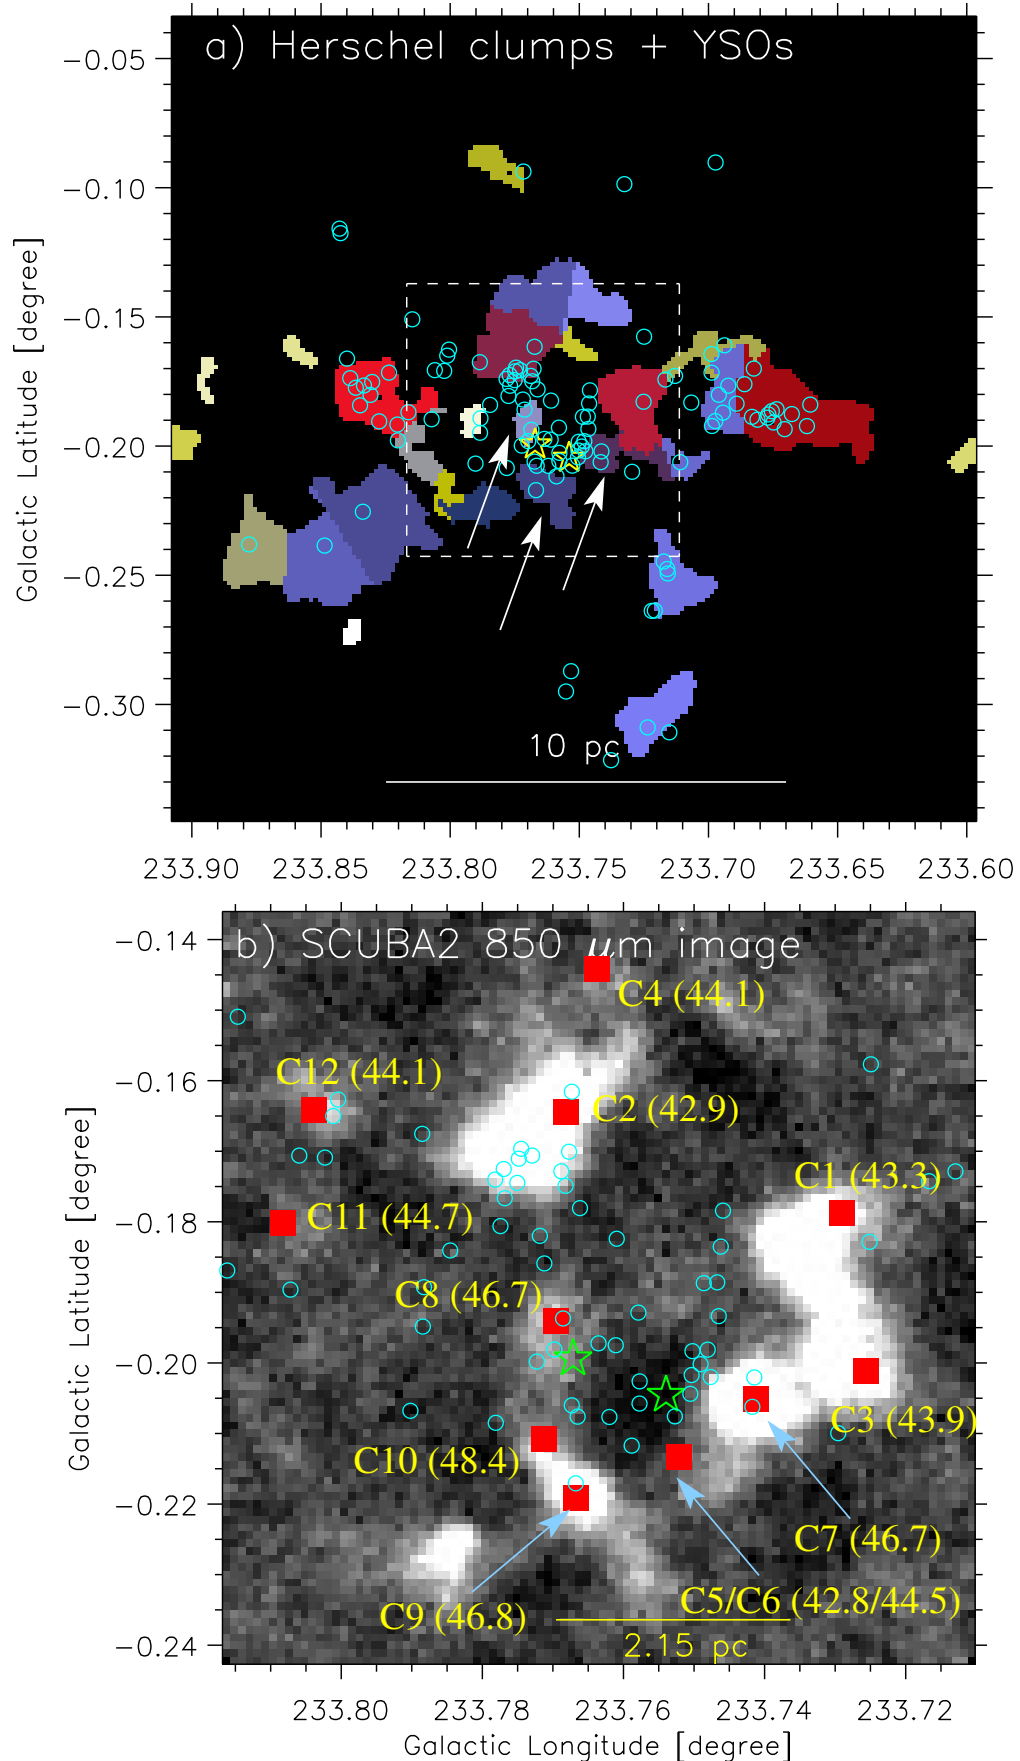 a) Herschel clumps + YSOs
−0.05
−0.10
−0.15
−0.20
−0.25
−0.30
Galactic Latitude [degree]
10 pc
233.90 233.85 233.80 233.75 233.70 233.65 233.60
b) SCUBA2 850 μm image
−0.14
−0.16
−0.18
−0.20
−0.22
−0.24
Galactic Latitude [degree]
C4 (44.1)
C12 (44.1)
C2 (42.9)
C1 (43.3)
C11 (44.7)
C8 (46.7)
C3 (43.9)
C10 (48.4)
C7 (46.7)
C5/C6 (42.8/44.5)
C9 (46.8)
2.15 pc
233.80 233.78 233.76 233.74 233.72
Galactic Longitude [degree]